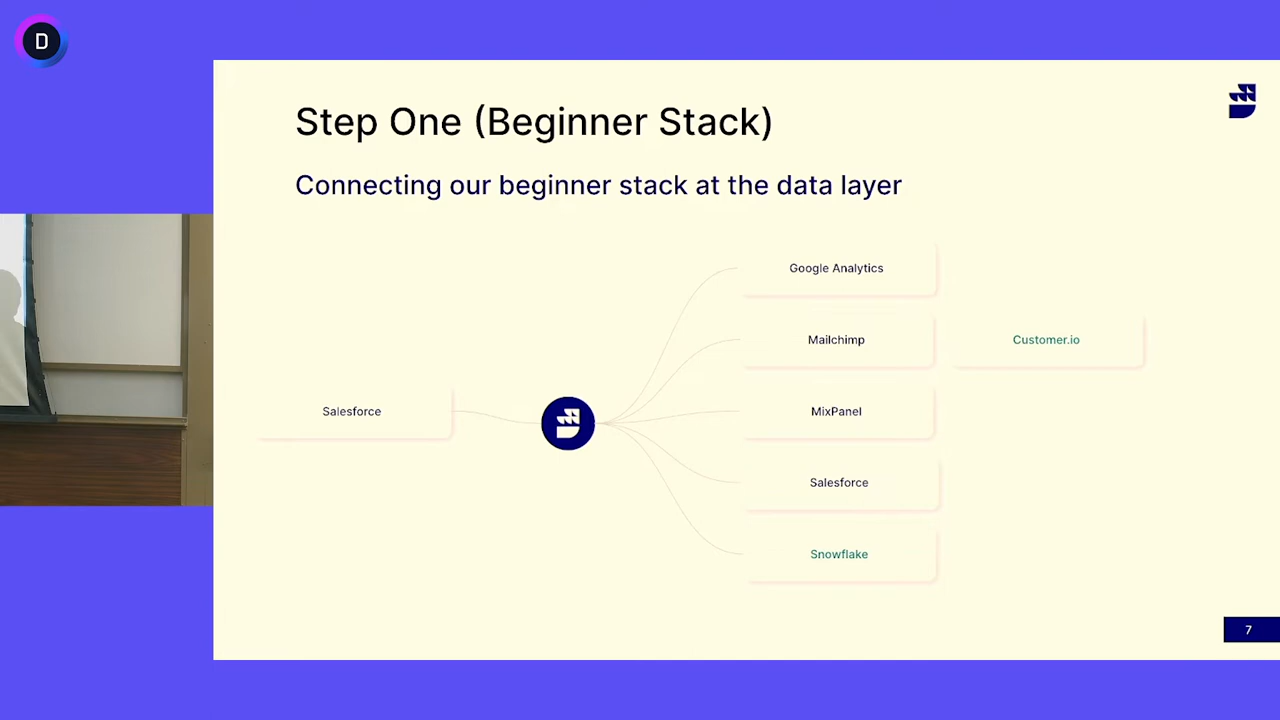 D
Step One (Beginner Stack)
Connecting our beginner stack at the data layer
Google Analytics
Mailchimp
Customer.io
Salesforce
MixPanel
Salesforce
Snowflake
7